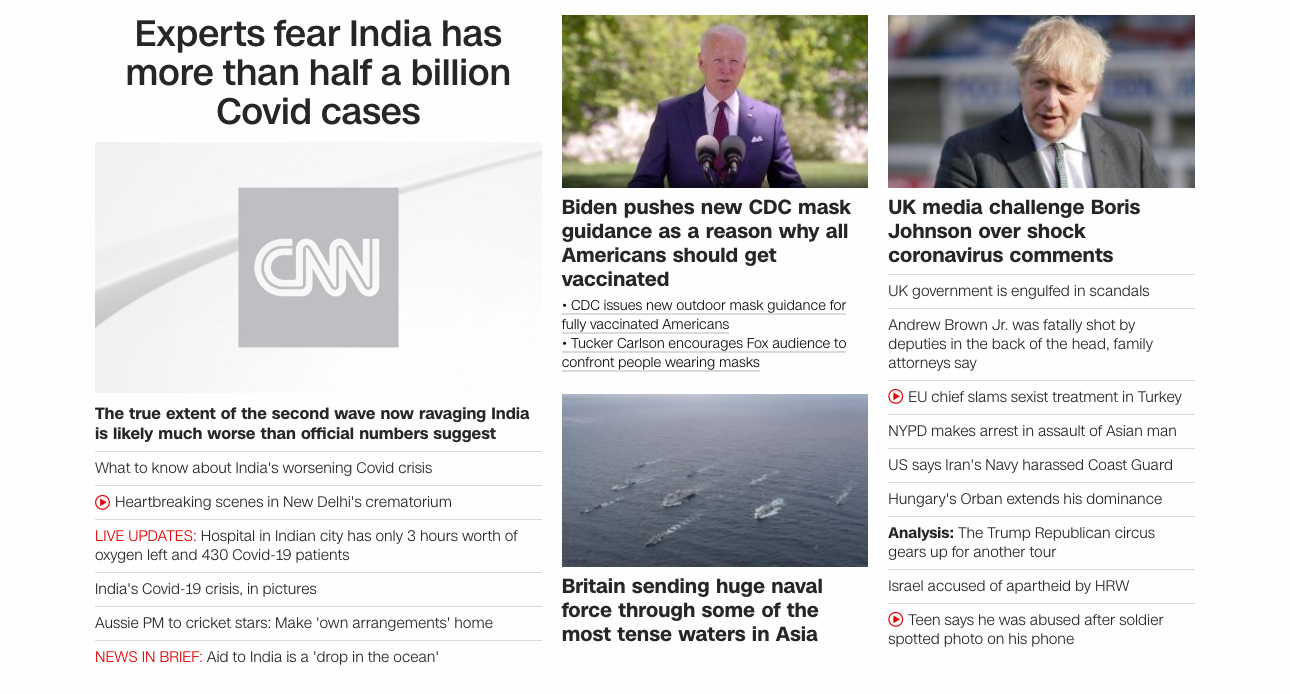 Experts fear India has
more than half a billion
Covid cases
CNN
The true extent of the second wave now ravaging India
is likely much worse than official numbers suggest
What to know about India's worsening Covid crisis
Heartbreaking scenes in New Delhi's crematorium
LIVE UPDATES: Hospital in Indian city has only 3 hours worth of
oxygen left and 430 Covid-19 patients
India's Covid-19 crisis, in pictures
Aussie PM to cricket stars: Make 'own arrangements' home
NEWS IN BRIEF: Aid to India is a 'drop in the ocean'
Biden pushes new CDC mask
guidance as a reason why all
Americans should get
vaccinated
• CDC issues new outdoor mask guidance for
fully vaccinated Americans
• Tucker Carlson encourages Fox audience to
confront people wearing masks
Britain sending huge naval
force through some of the
most tense waters in Asia
UK media challenge Boris
Johnson over shock
coronavirus comments
UK government is engulfed in scandals
Andrew Brown Jr. was fatally shot by
deputies in the back of the head, family
attorneys say
EU chief slams sexist treatment in Turkey
NYPD makes arrest in assault of Asian man
US says Iran's Navy harassed Coast Guard
Hungary's Orban extends his dominance
Analysis: The Trump Republican circus
gears up for another tour
Israel accused of apartheid by HRW
Teen says he was abused after soldier
spotted photo on his phone